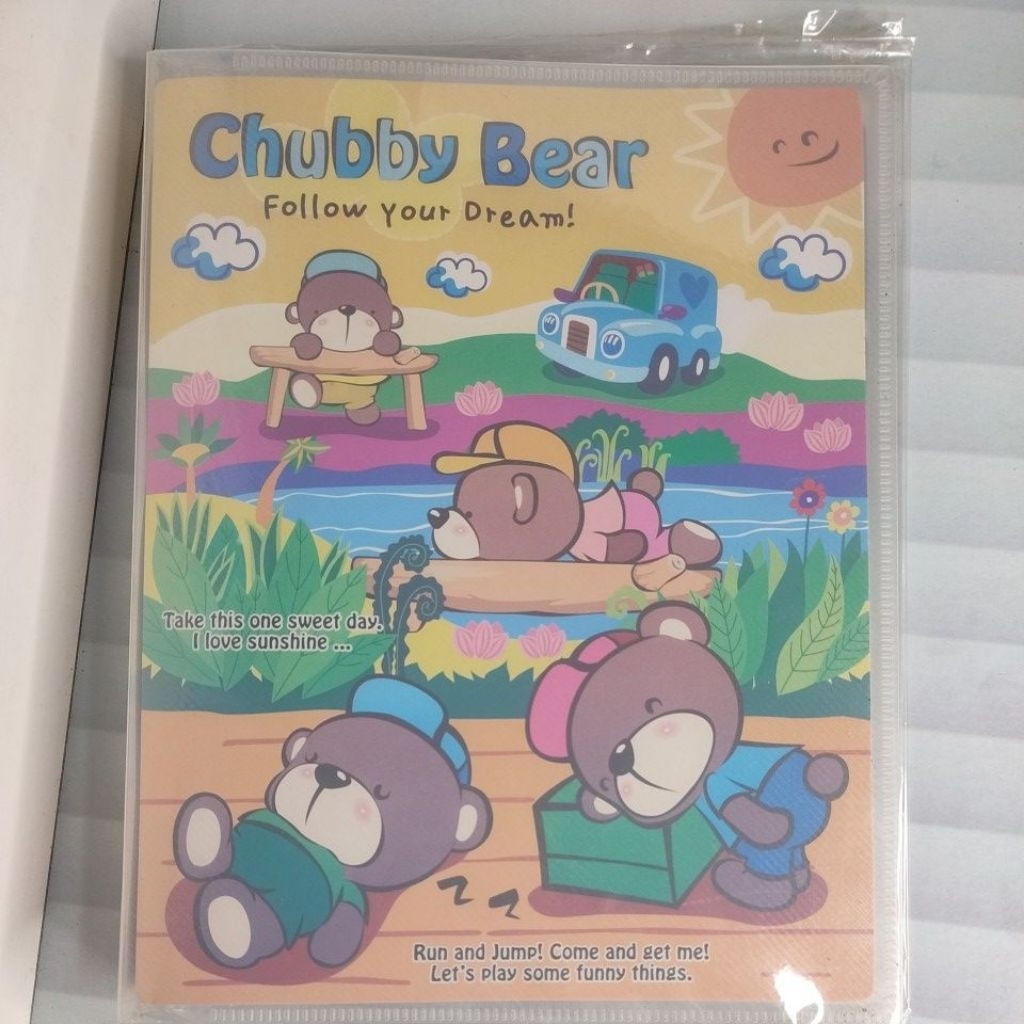 Chubby Bear
Follow Your Dream!
Take this one sweet day.
I love sunshine ...
zz
Run and Jump! Come and get me!
Let's play some funny things.